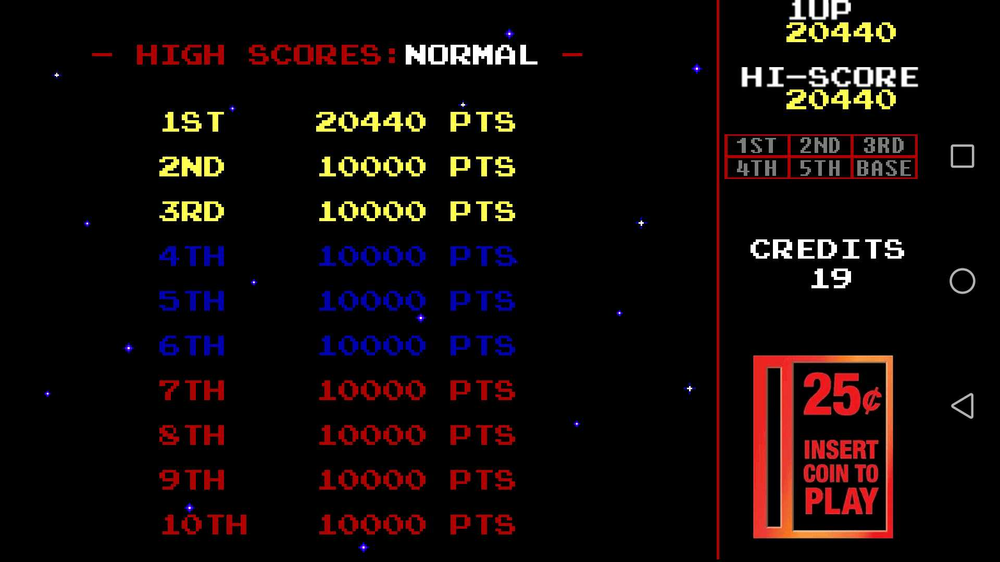 - HIGH SCORES:NORMAL -
1ST 20440 PTS
2ND 10000 PTS
3RD 10000 PTS
4TH 10000 PTS
5TH 10000 PTS
6TH 10000 PTS
7TH 10000 PTS
8TH 10000 PTS
9TH 10000 PTS
10TH 10000 PTS
1UP
20440
HI-SCORE
20440
1ST 2ND 3RD
4TH 5TH BASE
CREDITS
19
25¢
INSERT
COIN TO
PLAY